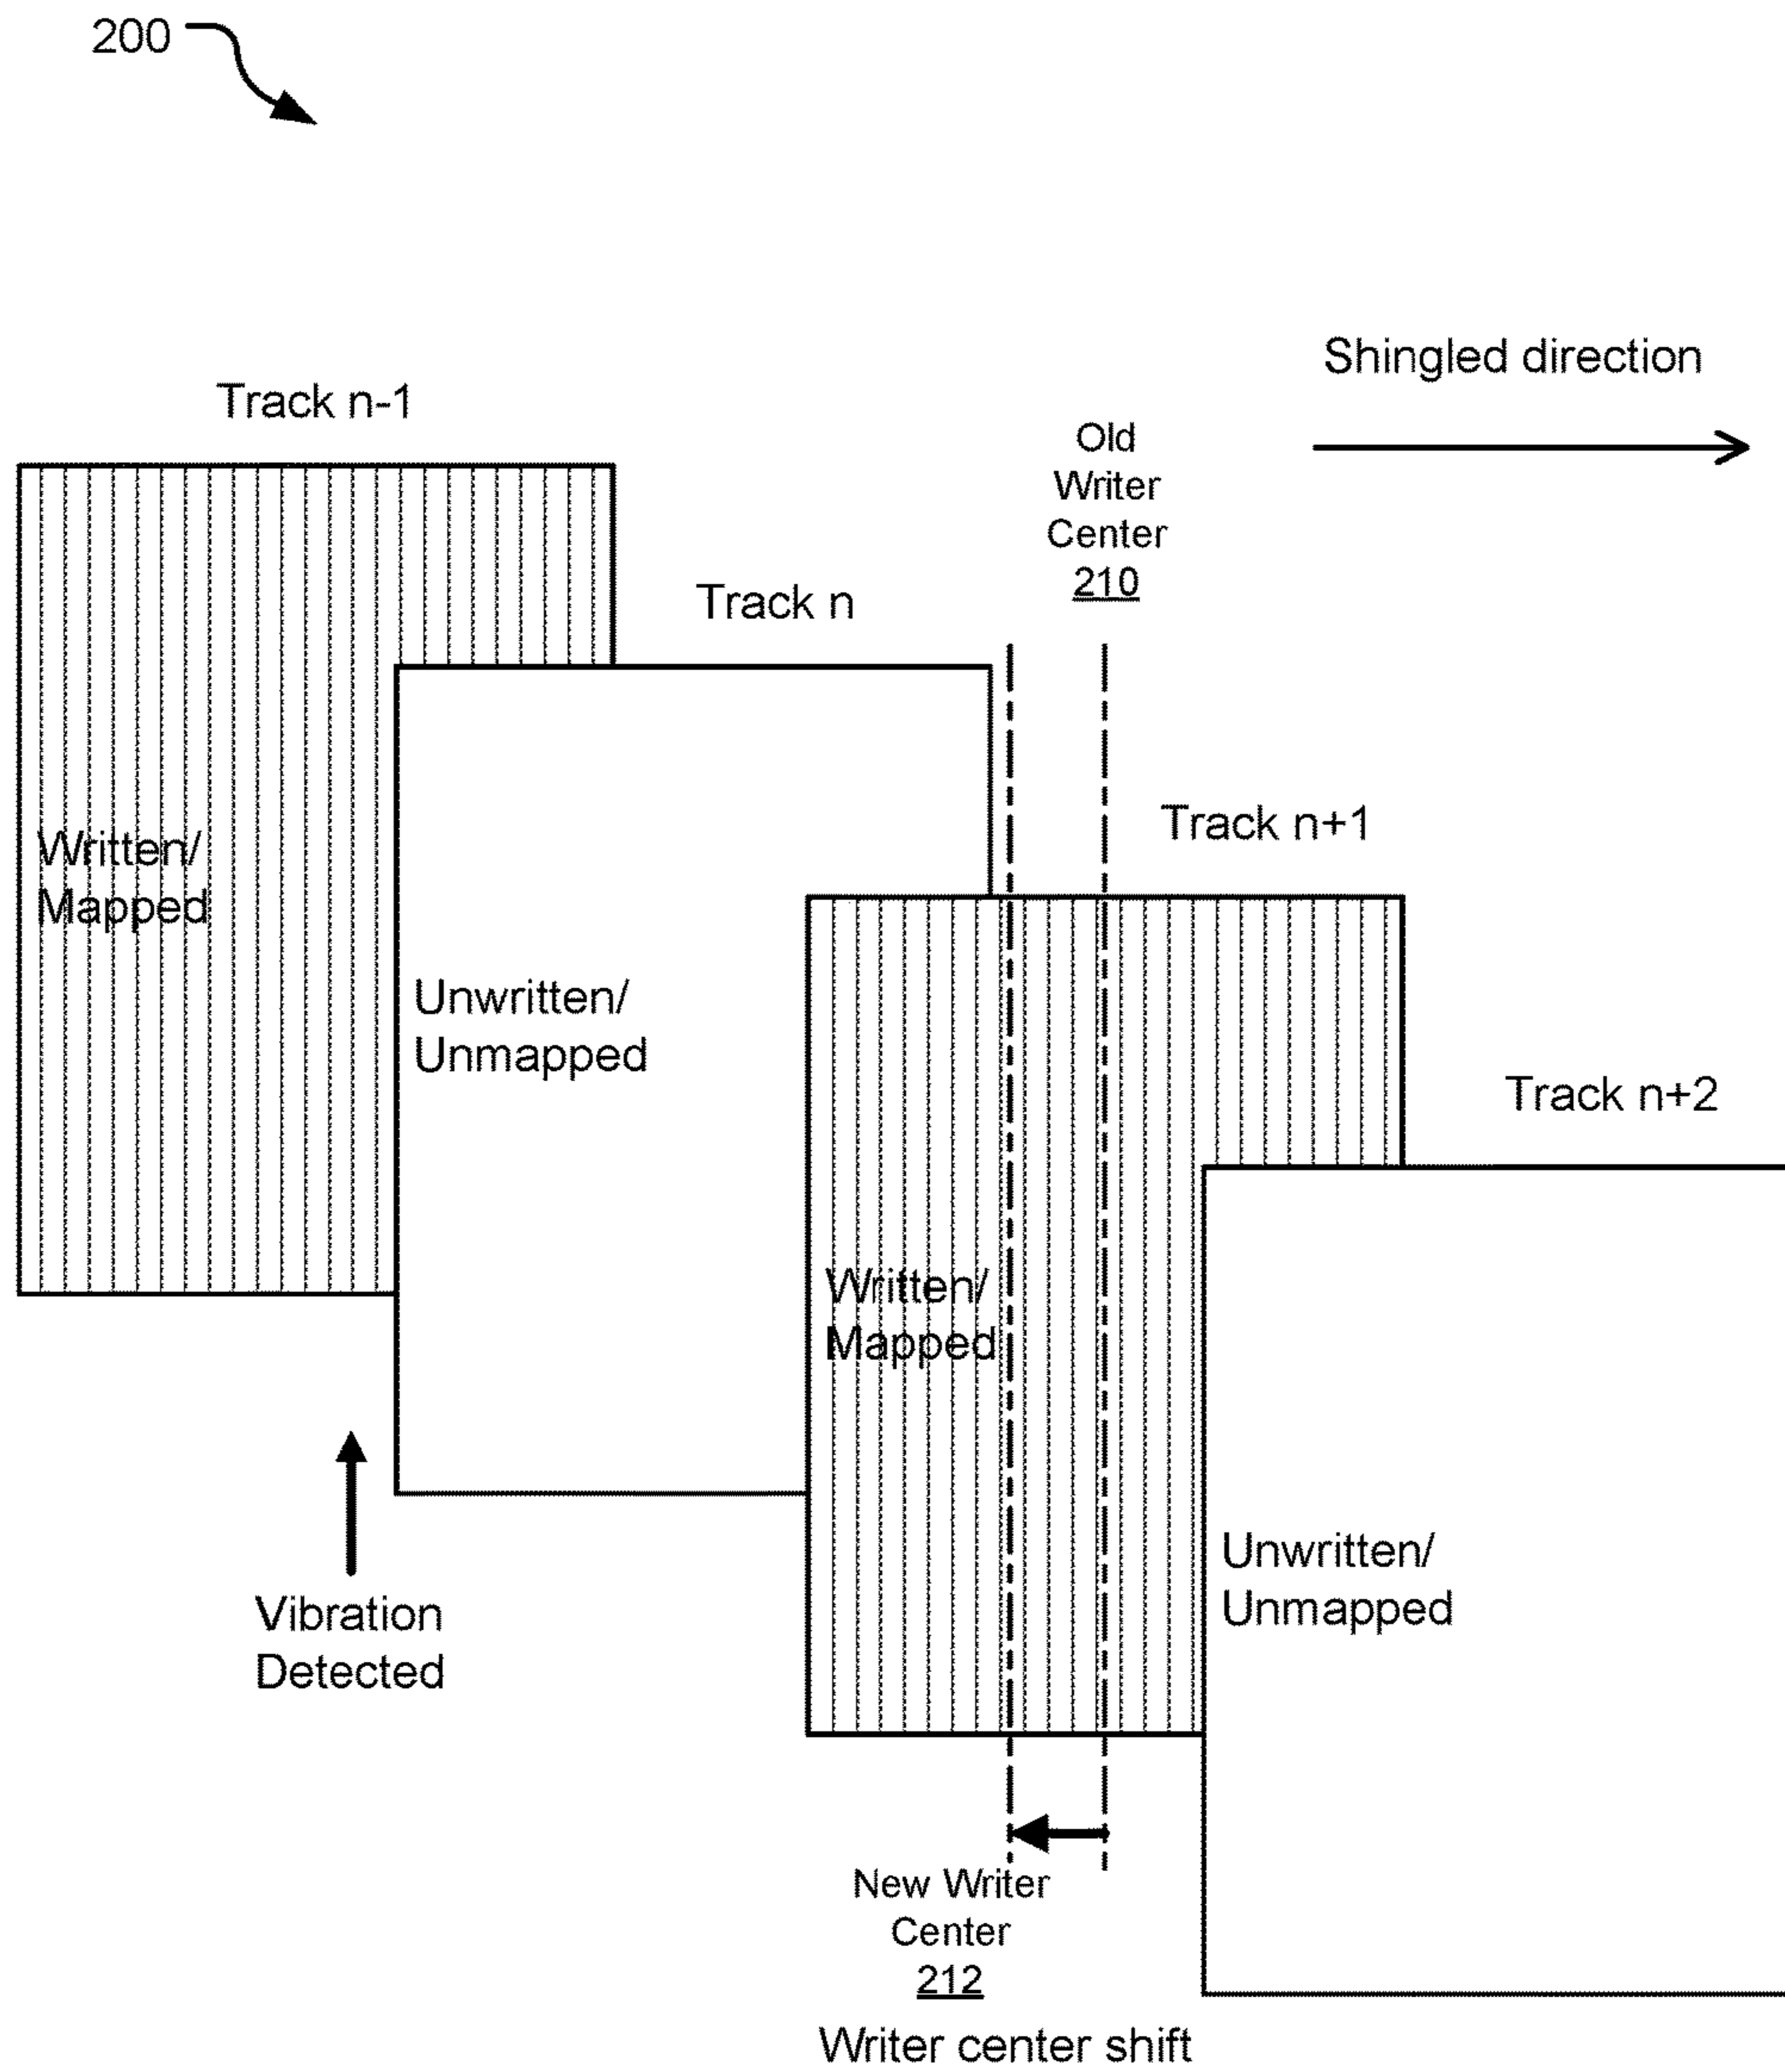 200
Shingled direction
Track n-1
Old
Writer
Center
210
Track n
Track n+1
Written/
Mapped
Unwritten/
Unmapped
Track n+2
Written/
Mapped
Unwritten/
Unmapped
Vibration
Detected
New Writer
Center
212
Writer center shift